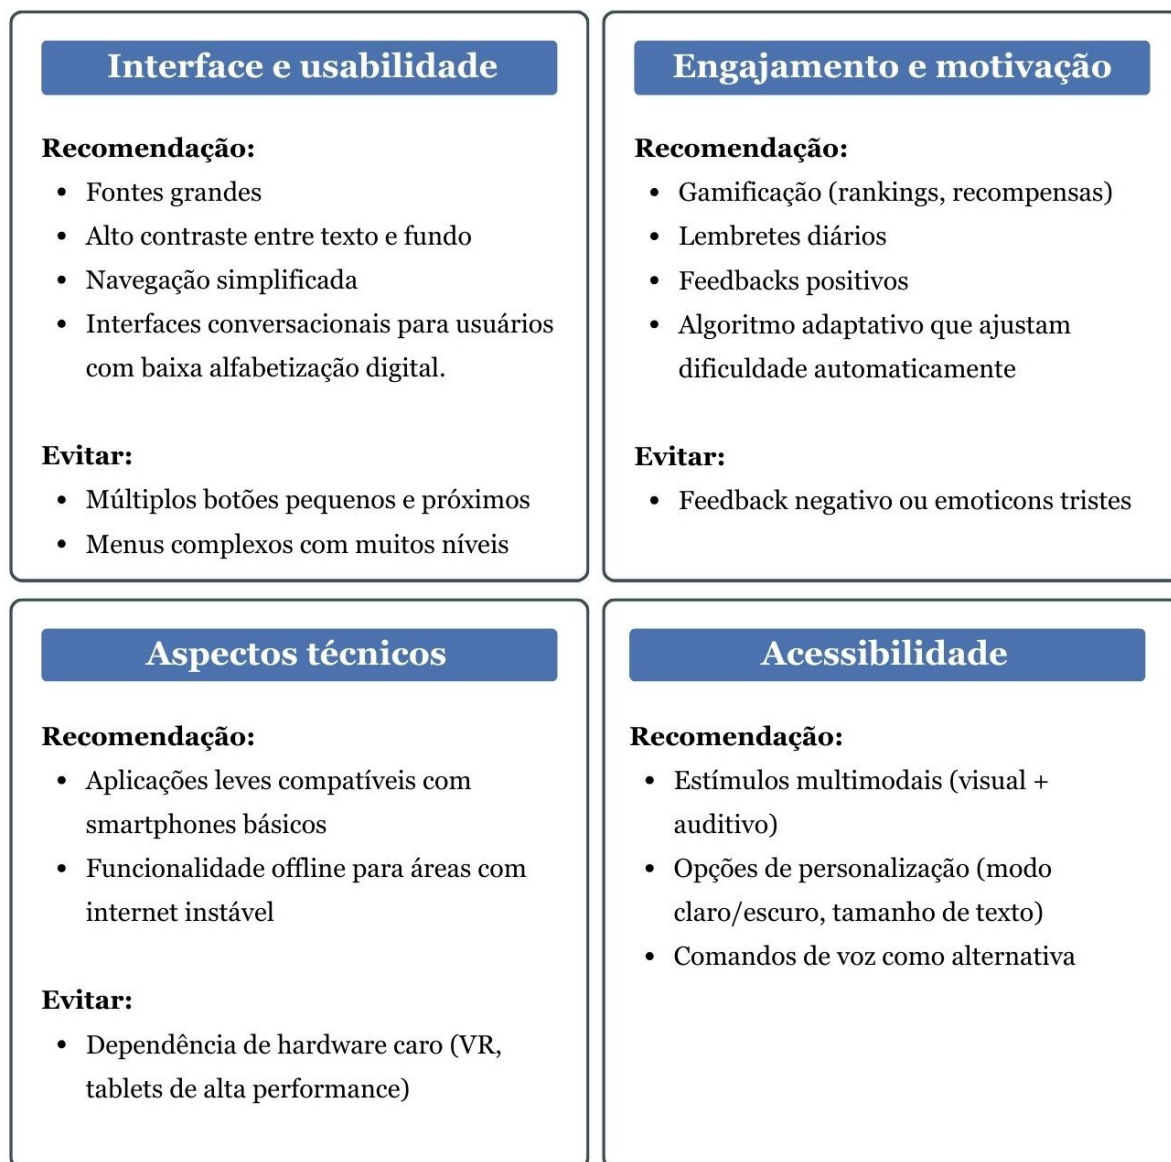 Interface e usabilidade
Recomendação:
• Fontes grandes
• Alto contraste entre texto e fundo
• Navegação simplificada
• Interfaces conversacionais para usuários
com baixa alfabetização digital.
Evitar:
• Múltiplos botões pequenos e próximos
• Menus complexos com muitos níveis
Engajamento e motivação
Recomendação:
• Gamificação (rankings, recompensas)
• Lembretes diários
• Feedbacks positivos
• Algoritmo adaptativo que ajustam
dificuldade automaticamente
Evitar:
• Feedback negativo ou emoticons tristes
Aspectos técnicos
Recomendação:
• Aplicações leves compatíveis com
smartphones básicos
• Funcionalidade offline para áreas com
internet instável
Evitar:
• Dependência de hardware caro (VR,
tablets de alta performance)
Acessibilidade
Recomendação:
• Estímulos multimodais (visual +
auditivo)
• Opções de personalização (modo
claro/escuro, tamanho de texto)
• Comandos de voz como alternativa